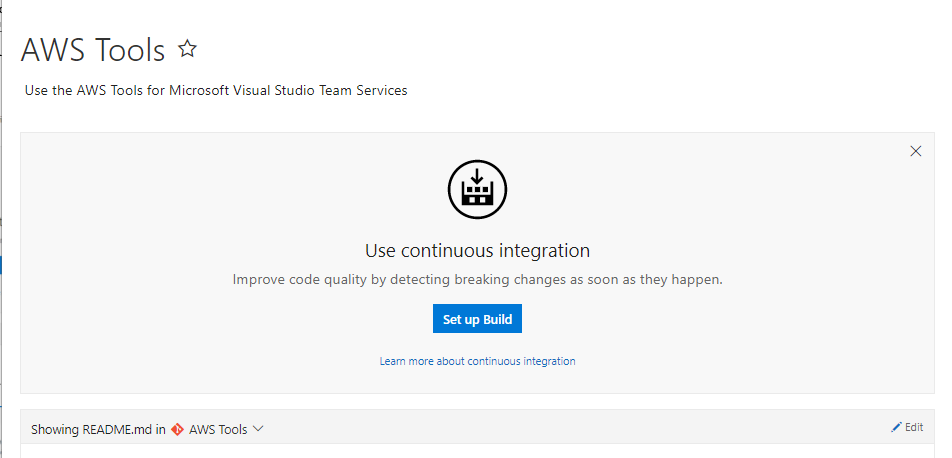 AWS Tools
Use the AWS Tools for Microsoft Visual Studio Team Services
Use continuous integration
Improve code quality by detecting breaking changes as soon as they happen.
Set up Build
Learn more about continuous integration
Showing README.md in AWS Tools
Edit